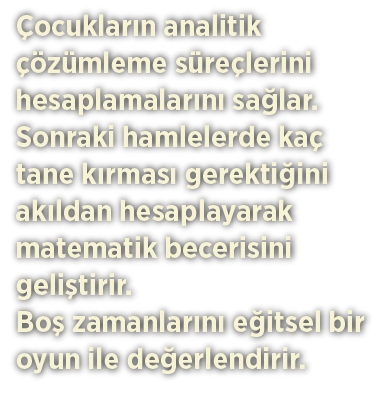 Çocukların analitik
çözümleme süreçlerini
hesaplamalarını sağlar.
Sonraki hamlelerde kaç
tane kırması gerektiğini
akıldan hesaplayarak
matematik becerisini
geliştirir.
Boş zamanlarını eğitsel bir
oyun ile değerlendirir.